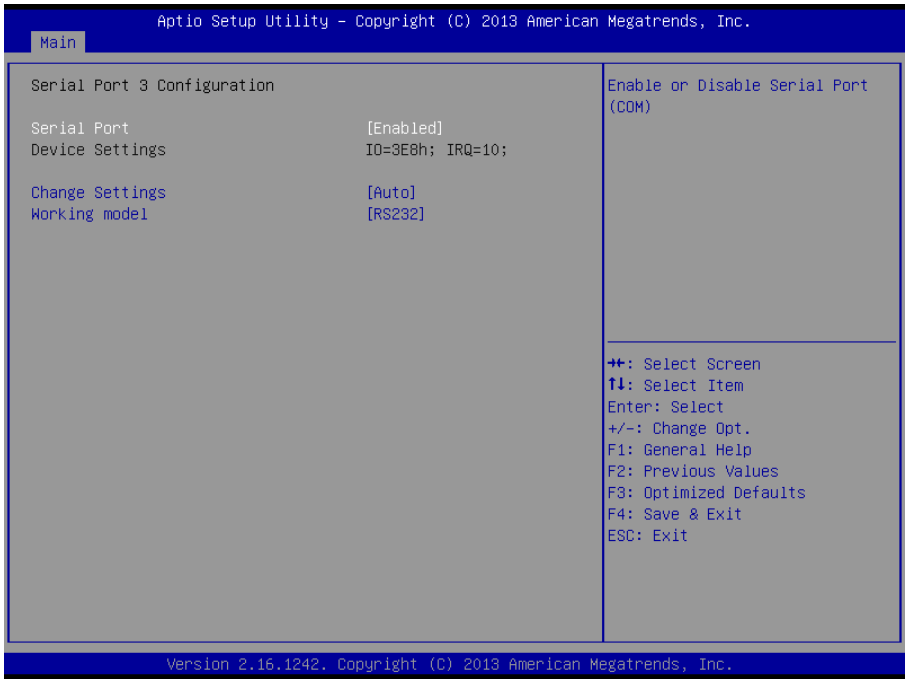 Aptio Setup Utility – Copyright (C) 2013 American Megatrends, Inc.
Main
Serial Port 3 Configuration
Serial Port [Enabled]
Device Settings IO=3E8h; IRQ=10;
Change Settings [Auto]
Working model [RS232]
Enable or Disable Serial Port
(COM)
→←: Select Screen
↑↓: Select Item
Enter: Select
+/-: Change Opt.
F1: General Help
F2: Previous Values
F3: Optimized Defaults
F4: Save & Exit
ESC: Exit
Version 2.16.1242. Copyright (C) 2013 American Megatrends, Inc.